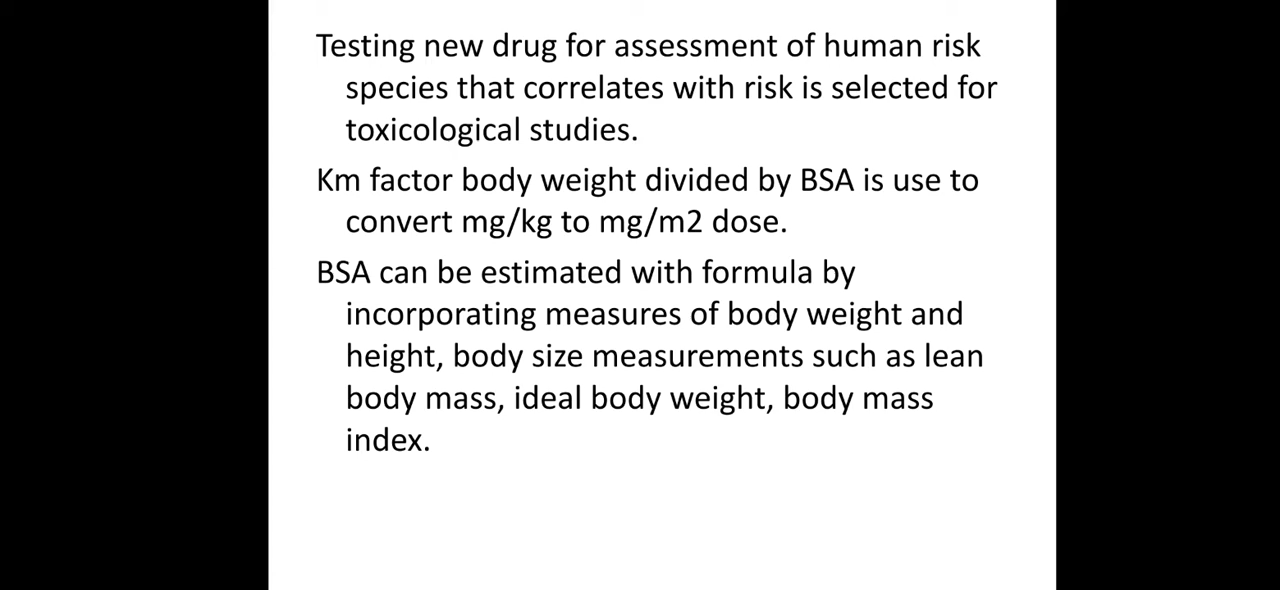 Testing new drug for assessment of human risk
species that correlates with risk is selected for
toxicological studies.
Km factor body weight divided by BSA is use to
convert mg/kg to mg/m2 dose.
BSA can be estimated with formula by
incorporating measures of body weight and
height, body size measurements such as lean
body mass, ideal body weight, body mass
index.